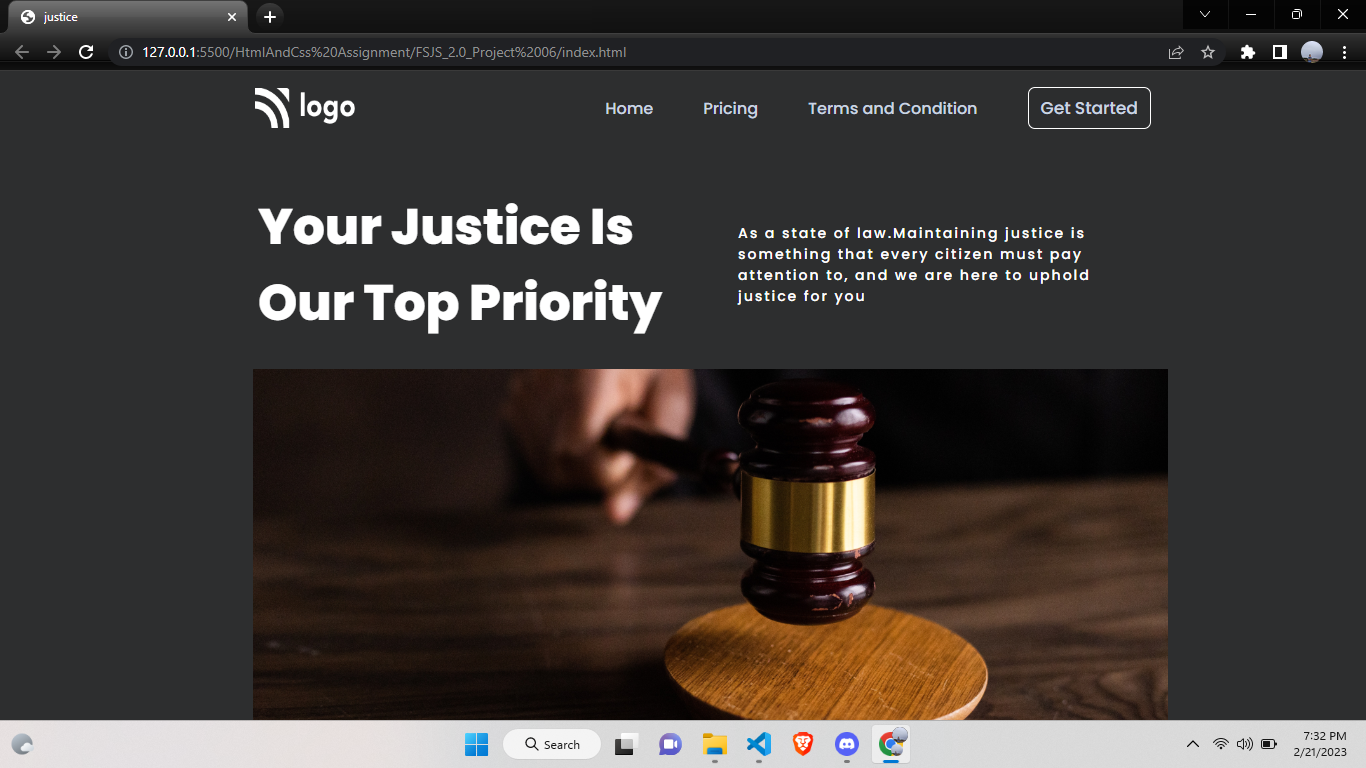 justice
127.0.0.1:5500/HtmlAndCss%20Assignment/FSJS_2.0_Project%2006/index.html
logo
Home
Pricing
Terms and Condition
Get Started
Your Justice Is
Our Top Priority
As a state of law.Maintaining justice is
something that every citizen must pay
attention to, and we are here to uphold
justice for you
Search
7:32 PM
2/21/2023